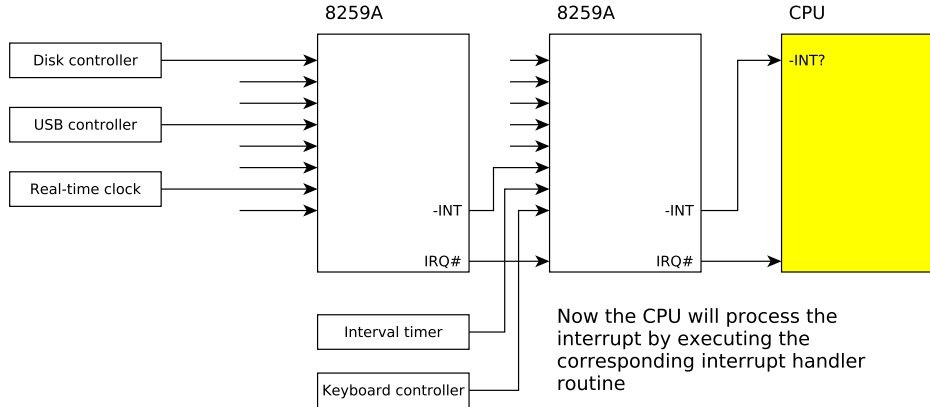 8259A
8259A
CPU
Disk controller
-INT?
USB controller
Real-time clock
-INT
-INT
IRQ#
IRQ#
Interval timer
Keyboard controller
Now the CPU will process the
interrupt by executing the
corresponding interrupt handler
routine